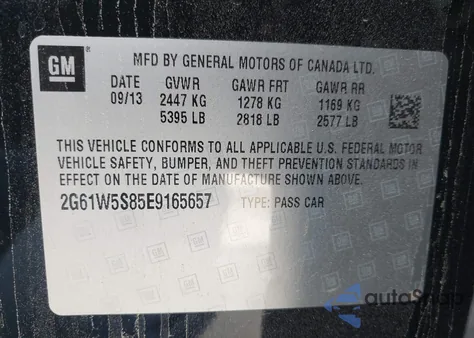 GM
MFD BY GENERAL MOTORS OF CANADA LTD.
DATE GVWR GAWR FRT GAWR RR
09/13 2447 KG 1278 KG 1169 KG
5395 LB 2818 LB 2577 LB
THIS VEHICLE CONFORMS TO ALL APPLICABLE U.S. FEDERAL MOTOR
VEHICLE SAFETY, BUMPER, AND THEFT PREVENTION STANDARDS IN
EFFECT ON THE DATE OF MANUFACTURE SHOWN ABOVE.
2G61W5S85E9165657 TYPE: PASS CAR